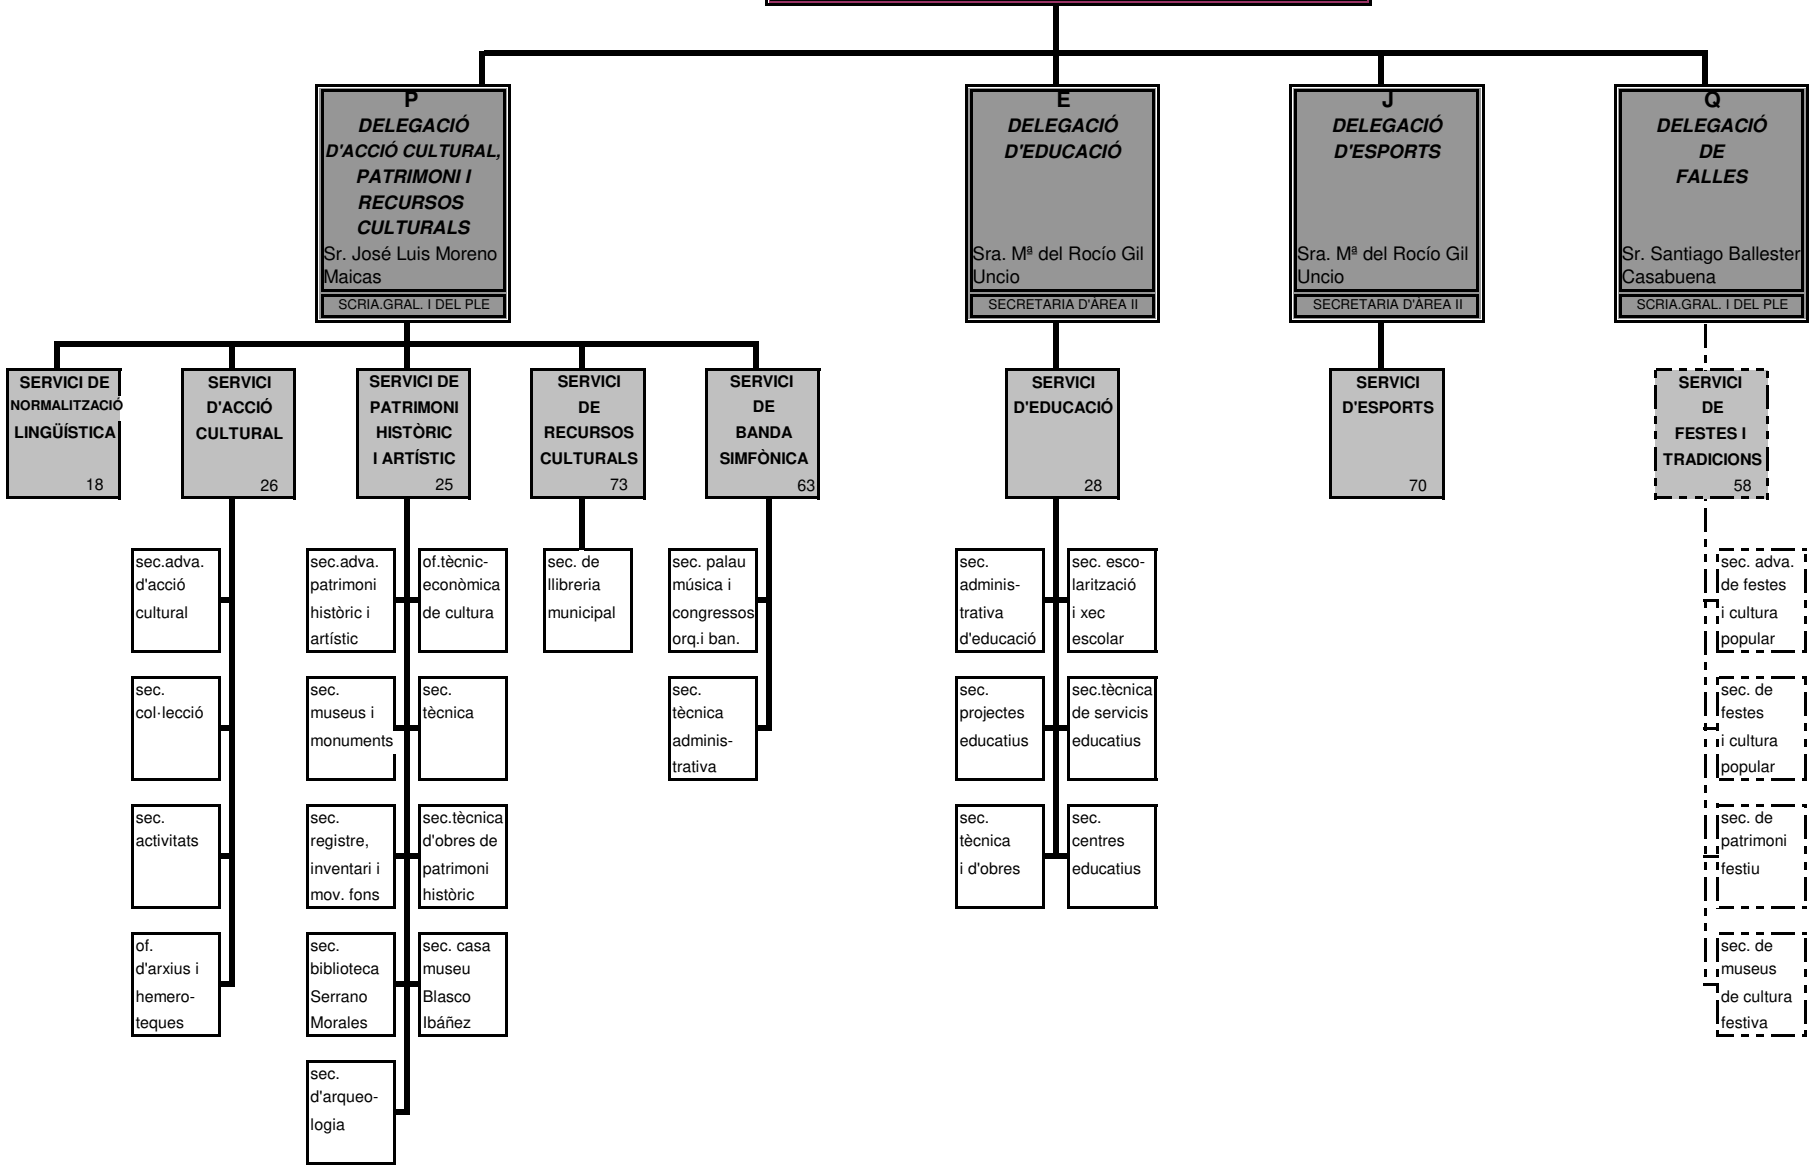 P
DELEGACIÓ
D'ACCIÓ CULTURAL,
PATRIMONI I
RECURSOS
CULTURALS
Sr. José Luis Moreno
Maicas
SCRIA.GRAL. I DEL PLE
E
DELEGACIÓ
D'EDUCACIÓ
Sra. Mª del Rocío Gil
Uncio
SECRETARIA D'ÀREA II
J
DELEGACIÓ
D'ESPORTS
Sra. Mª del Rocío Gil
Uncio
SECRETARIA D'ÀREA II
Q
DELEGACIÓ
DE
FALLES
Sr. Santiago Ballester
Casabuena
SCRIA.GRAL. I DEL PLE
SERVICI DE
NORMALITZACIÓ
LINGÜÍSTICA
18
SERVICI
D'ACCIÓ
CULTURAL
26
SERVICI DE
PATRIMONI
HISTÒRIC
I ARTÍSTIC
25
SERVICI
DE
RECURSOS
CULTURALS
73
SERVICI
DE
BANDA
SIMFÒNICA
63
SERVICI
D'EDUCACIÓ
28
SERVICI
D'ESPORTS
70
SERVICI
DE
FESTES I
TRADICIONS
58
sec.adva.
d'acció
cultural
sec.adva.
patrimoni
històric i
artístic
of.tècnic-
econòmica
de cultura
sec. de
llibreria
municipal
sec. palau
música i
congressos
orq.i ban.
sec.
adminis-
trativa
d'educació
sec. esco-
larització
i xec
escolar
sec. adva.
de festes
i cultura
popular
sec.
col·lecció
sec.
museus i
monuments
sec.
tècnica
sec.
tècnica
adminis-
trativa
sec.
projectes
educatius
sec.tècnica
de servicis
educatius
sec. de
festes
i cultura
popular
sec.
activitats
sec.
registre,
inventari i
mov. fons
sec.tècnica
d'obres de
patrimoni
històric
sec.
tècnica
i d'obres
sec.
centres
educatius
sec. de
patrimoni
festiu
of.
d'arxius i
hemero-
teques
sec.
biblioteca
Serrano
Morales
sec. casa
museu
Blasco
Ibáñez
sec. de
museus
de cultura
festiva
sec.
d'arqueo-
logia